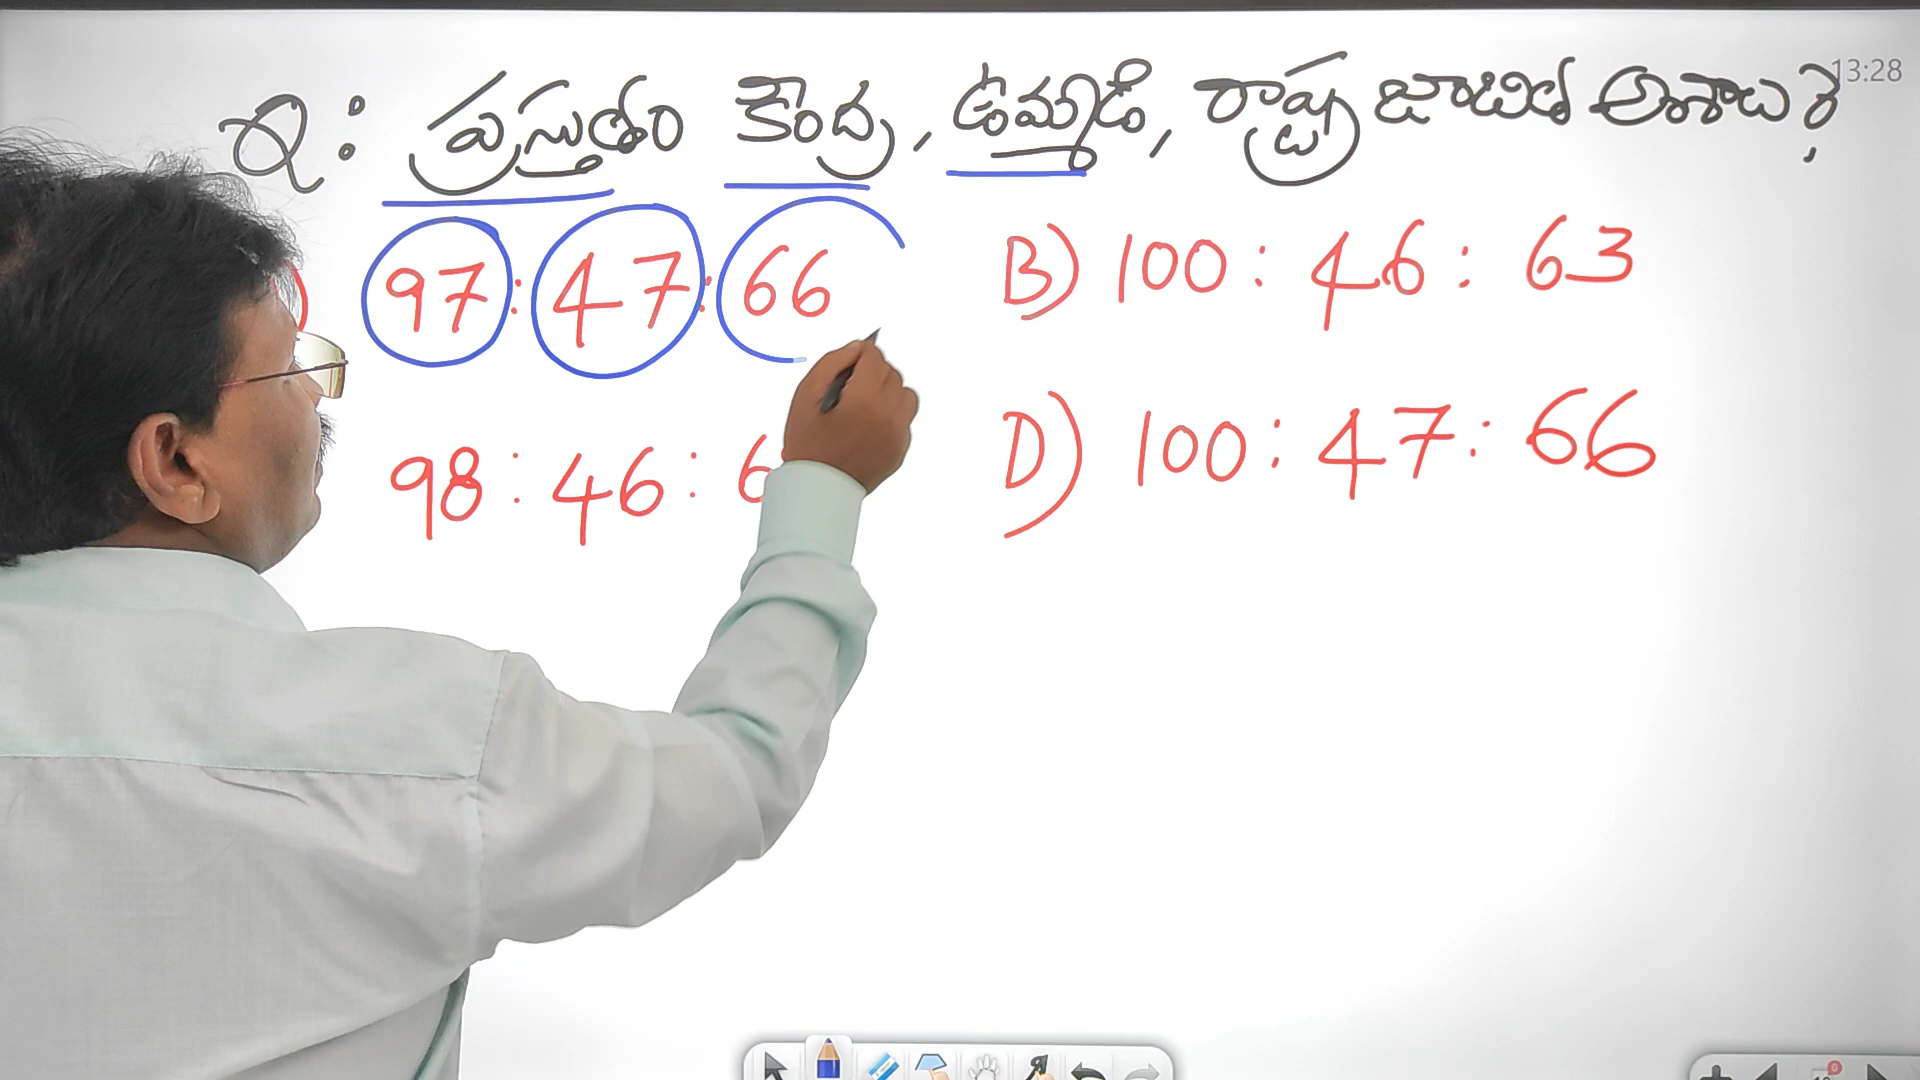 Q : ప్రస్తుతం కేంద్ర, ఉమ్మడి, రాష్ట్ర జాబితా అంశాలు ?
13:28
) 97 : 47 : 66
B) 100 : 46 : 63
98 : 46 : 6
D) 100 : 47 : 66